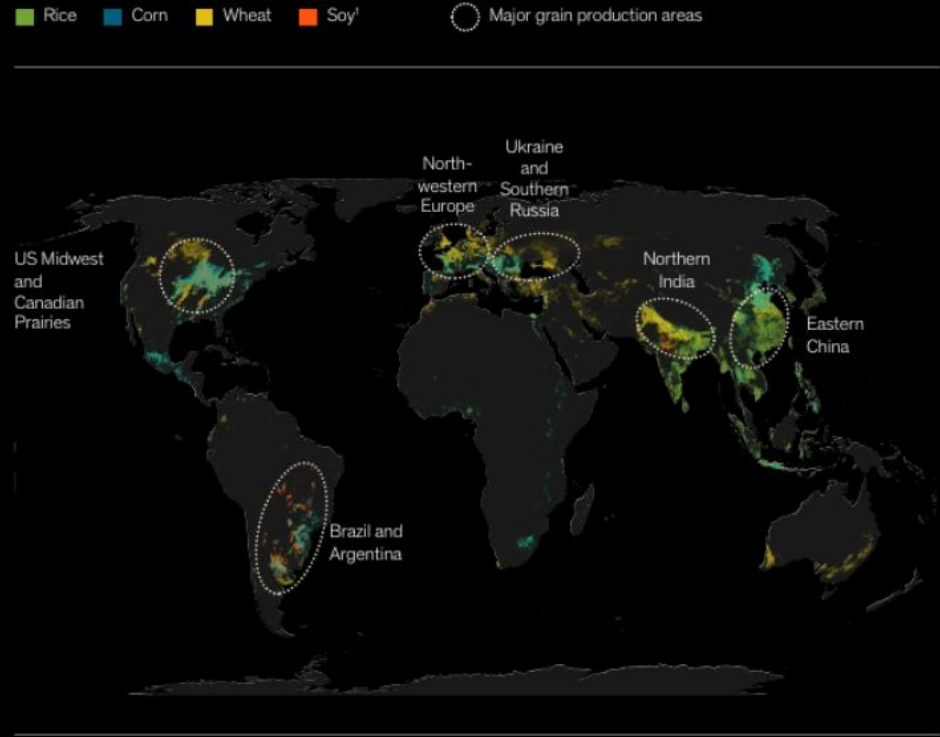 Rice Corn Wheat Soy¹ Major grain production areas
North-
western
Europe
Ukraine
and
Southern
Russia
US Midwest
and
Canadian
Prairies
Northern
India
Eastern
China
Brazil and
Argentina